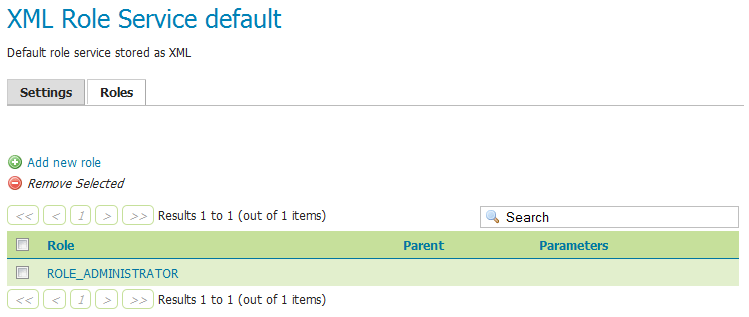 XML Role Service default
Default role service stored as XML
Settings Roles
Add new role
Remove Selected
<< < 1 > >> Results 1 to 1 (out of 1 items) Search
Role Parent Parameters
ROLE_ADMINISTRATOR
<< < 1 > >> Results 1 to 1 (out of 1 items)